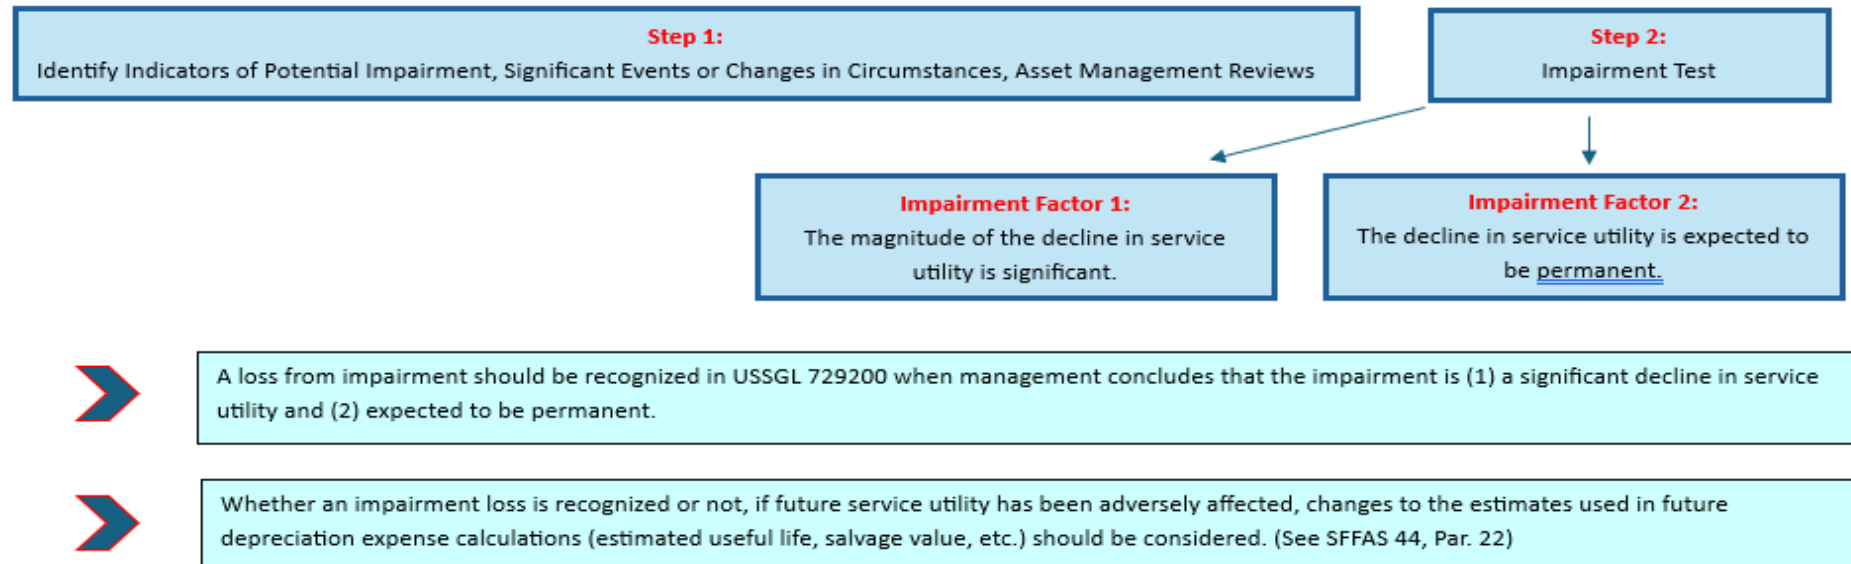 Step 1:
Identify Indicators of Potential Impairment, Significant Events or Changes in Circumstances, Asset Management Reviews
Step 2:
Impairment Test
Impairment Factor 1:
The magnitude of the decline in service
utility is significant.
Impairment Factor 2:
The decline in service utility is expected to
be permanent.
A loss from impairment should be recognized in USSGL 729200 when management concludes that the impairment is (1) a significant decline in service
utility and (2) expected to be permanent.
Whether an impairment loss is recognized or not, if future service utility has been adversely affected, changes to the estimates used in future
depreciation expense calculations (estimated useful life, salvage value, etc.) should be considered. (See SFFAS 44, Par. 22)